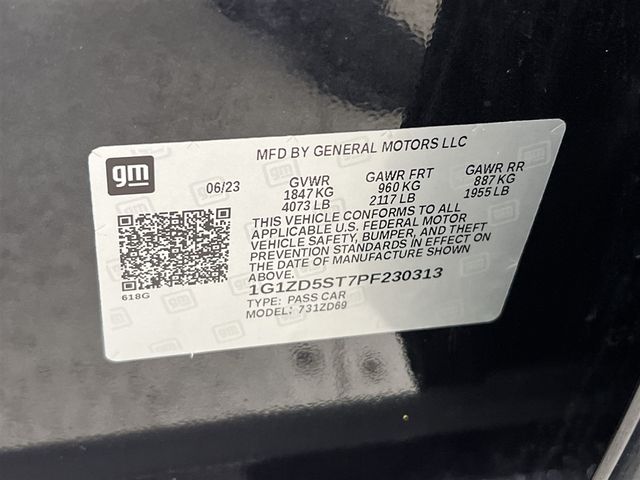 MFD BY GENERAL MOTORS LLC
gm
06/23 GVWR GAWR FRT GAWR RR
1847 KG 960 KG 887 KG
4073 LB 2117 LB 1955 LB
THIS VEHICLE CONFORMS TO ALL
APPLICABLE U.S. FEDERAL MOTOR
VEHICLE SAFETY, BUMPER, AND THEFT
PREVENTION STANDARDS IN EFFECT ON
THE DATE OF MANUFACTURE SHOWN
ABOVE.
618G
1G1ZD5ST7PF230313
TYPE: PASS CAR
MODEL: 731ZD69